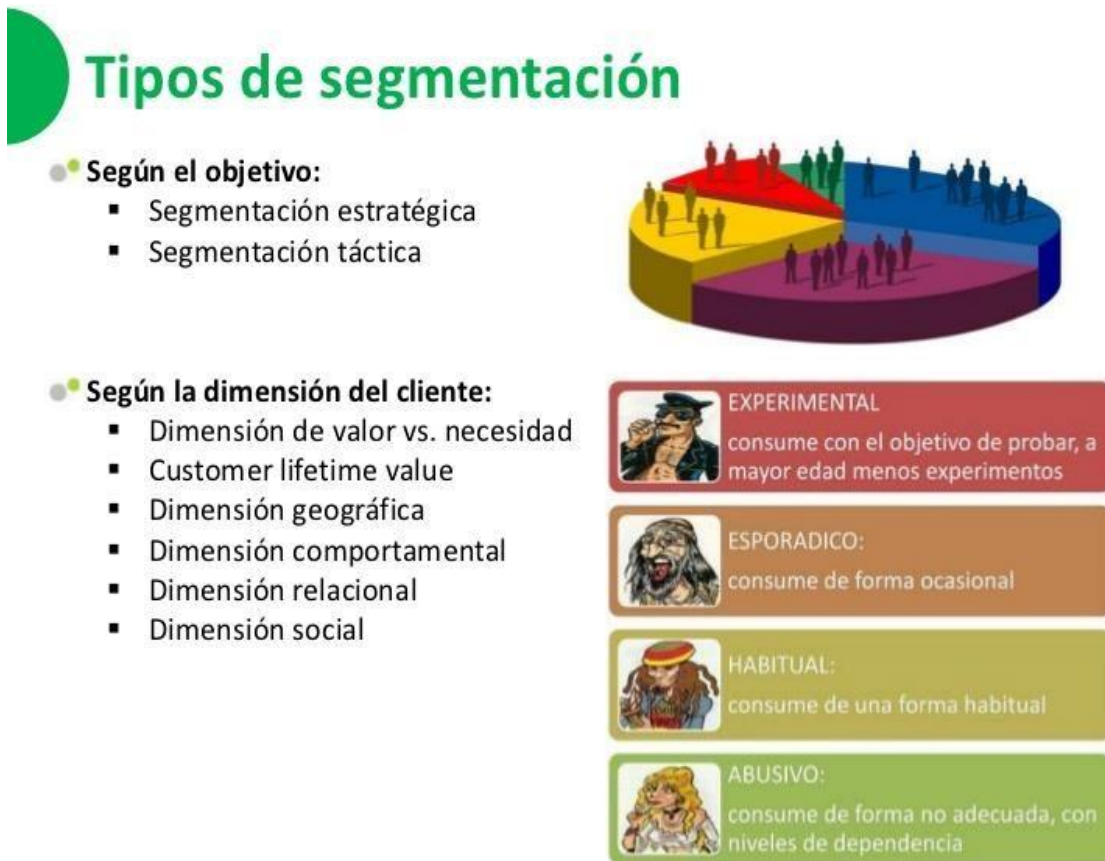 Tipos de segmentación
Según el objetivo:
Segmentación estratégica
Segmentación táctica
Según la dimensión del cliente:
Dimensión de valor vs. necesidad
Customer lifetime value
Dimensión geográfica
Dimensión comportamental
Dimensión relacional
Dimensión social
EXPERIMENTAL
consume con el objetivo de probar, a
mayor edad menos experimentos
ESPORADICO:
consume de forma ocasional
HABITUAL:
consume de una forma habitual
ABUSIVO:
consume de forma no adecuada, con
niveles de dependencia